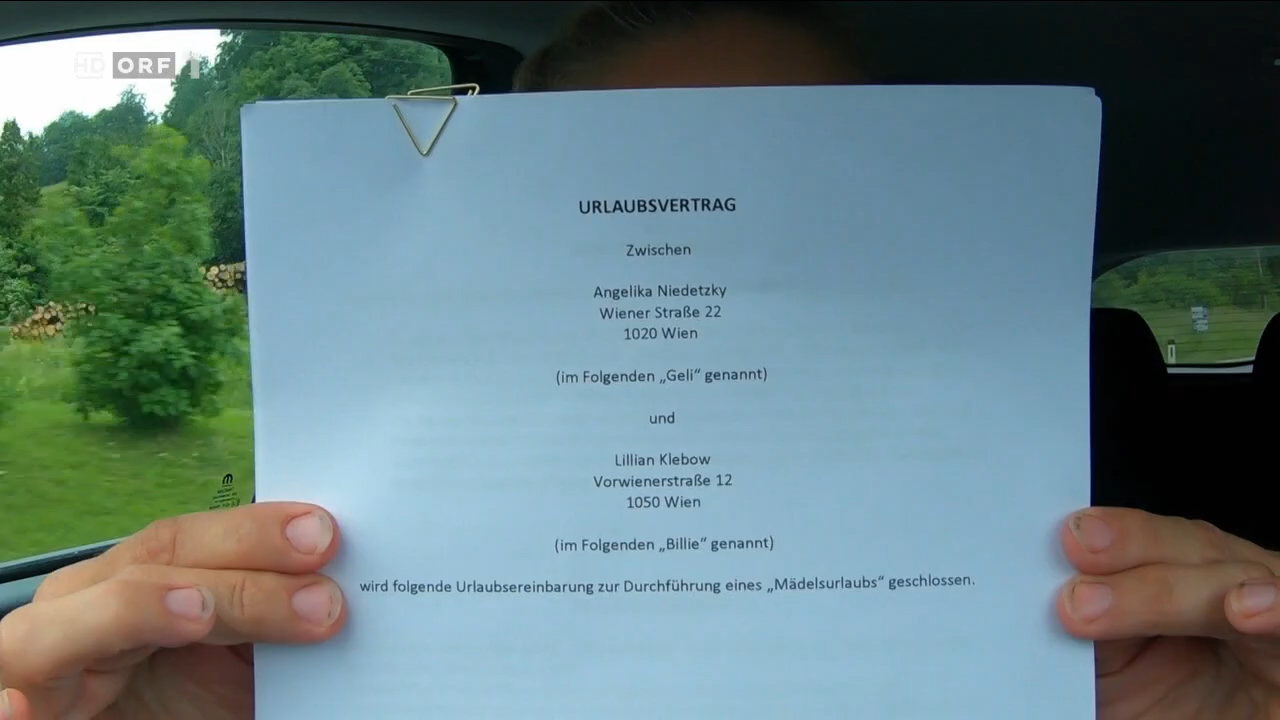 HD ORF 1
URLAUBSVERTRAG
Zwischen
Angelika Niedetzky
Wiener Straße 22
1020 Wien
(im Folgenden „Geli“ genannt)
und
Lillian Klebow
Vorwienerstraße 12
1050 Wien
(im Folgenden „Billie“ genannt)
wird folgende Urlaubsereinbarung zur Durchführung eines „Mädelsurlaubs“ geschlossen.